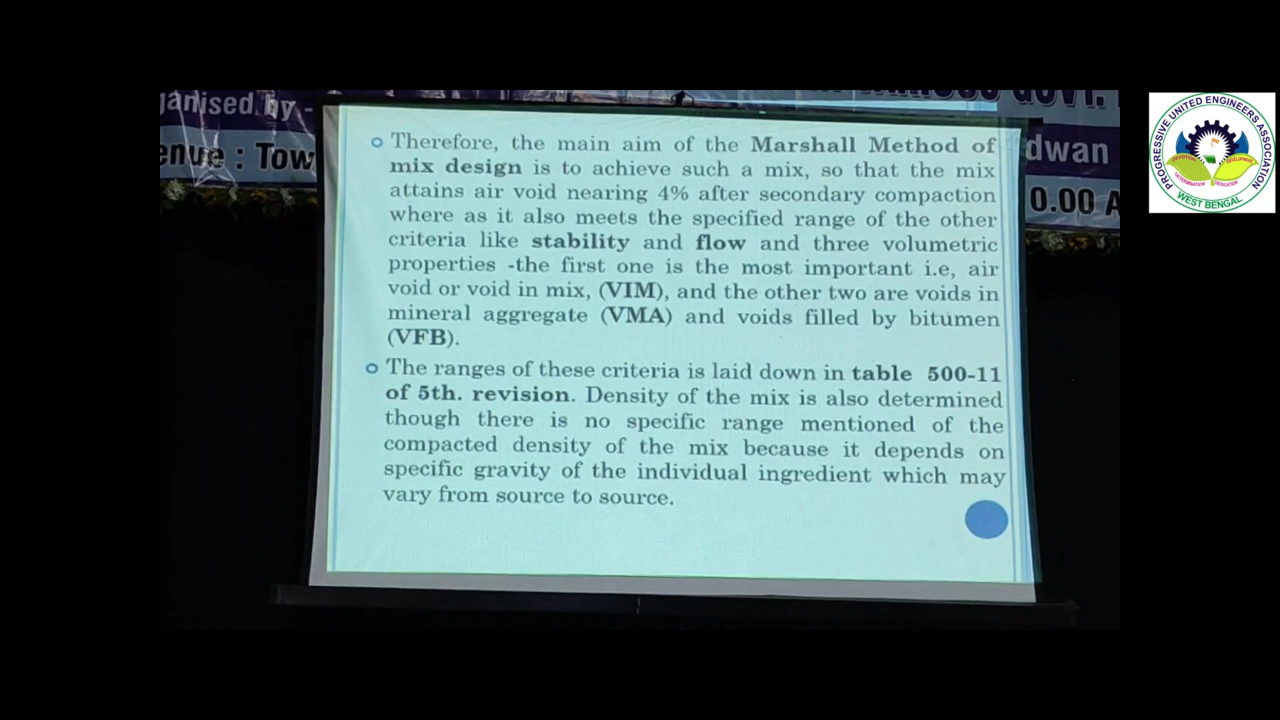 ganised by -
GOVT.
enue : Tow
dwan
0.00 A
Therefore, the main aim of the Marshall Method of
mix design is to achieve such a mix, so that the mix
attains air void nearing 4% after secondary compaction
where as it also meets the specified range of the other
criteria like stability and flow and three volumetric
properties -the first one is the most important i.e, air
void or void in mix, (VIM), and the other two are voids in
mineral aggregate (VMA) and voids filled by bitumen
(VFB).
The ranges of these criteria is laid down in table 500-11
of 5th. revision. Density of the mix is also determined
though there is no specific range mentioned of the
compacted density of the mix because it depends on
specific gravity of the individual ingredient which may
vary from source to source.
PROGRESSIVE UNITED ENGINEERS ASSOCIATION
WEST BENGAL